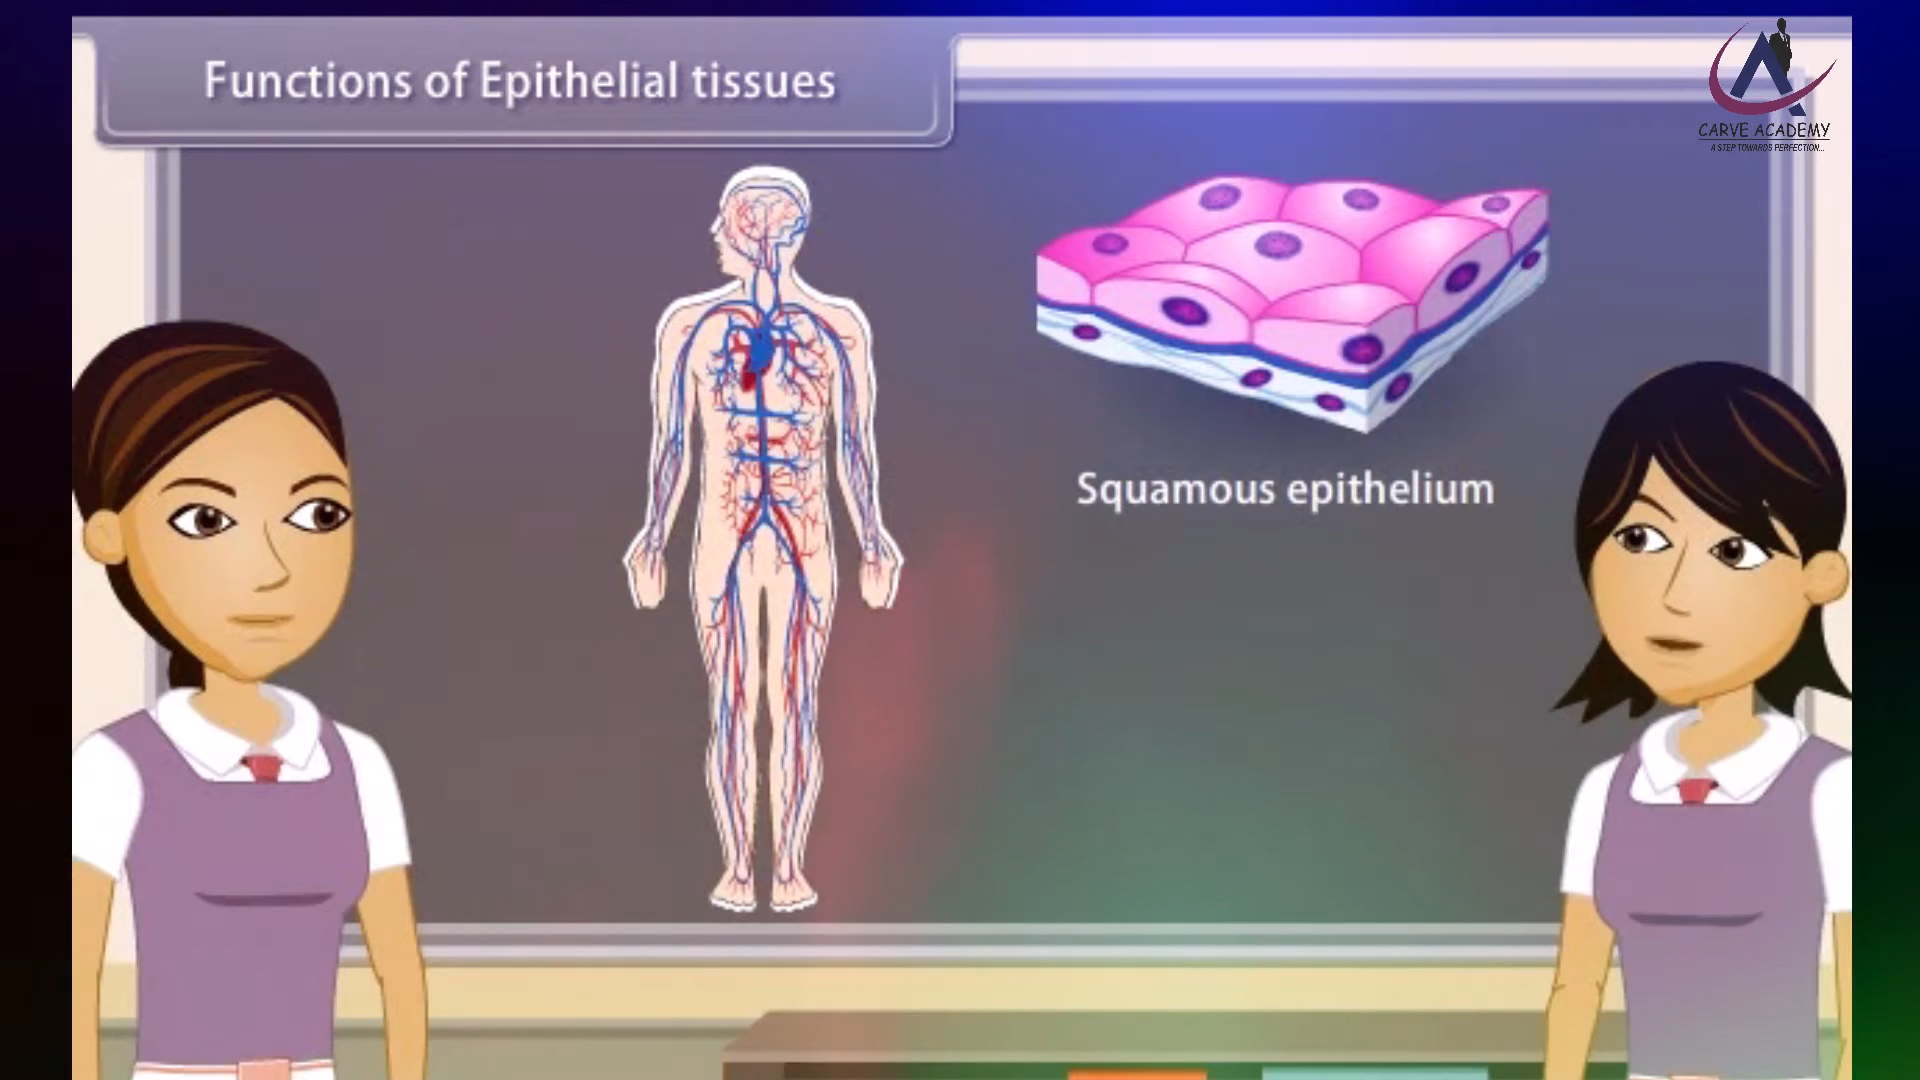 Functions of Epithelial tissues
CARVE ACADEMY
A STEP TOWARDS PERFECTION...
Squamous epithelium